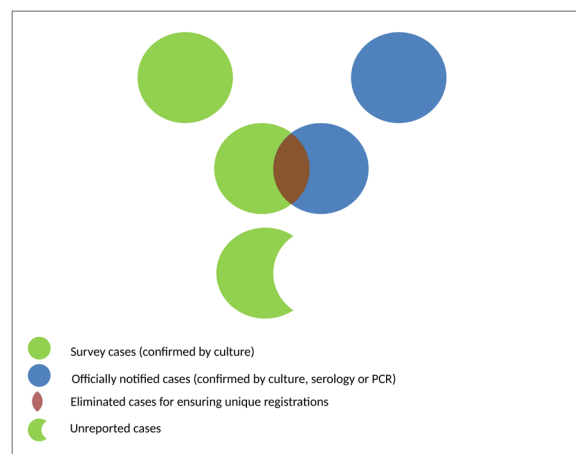 Survey cases (confirmed by culture)
Officially notified cases (confirmed by culture, serology or PCR)
Eliminated cases for ensuring unique registrations
Unreported cases